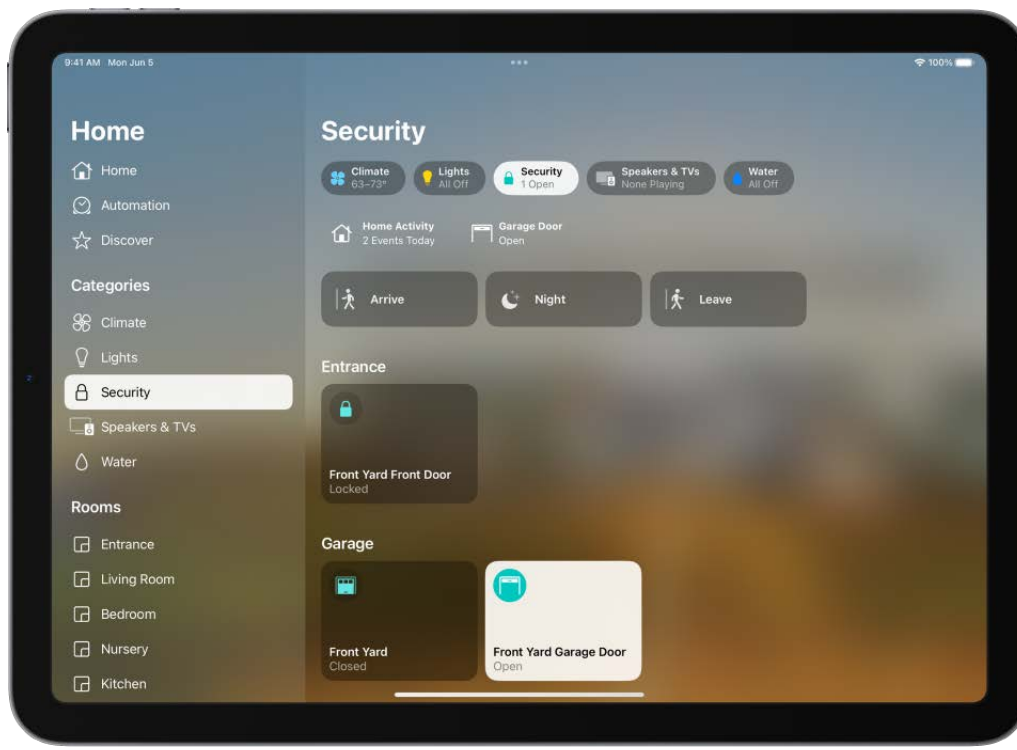 9:41 AM Mon Jun 5
100%
Home
Home
Automation
Discover
Categories
Climate
Lights
Security
Speakers & TVs
Water
Rooms
Entrance
Living Room
Bedroom
Nursery
Kitchen
Security
Climate
63–73°
Lights
All Off
Security
1 Open
Speakers & TVs
None Playing
Water
All Off
Home Activity
2 Events Today
Garage Door
Open
Arrive
Night
Leave
Entrance
Front Yard Front Door
Locked
Garage
Front Yard
Closed
Front Yard Garage Door
Open